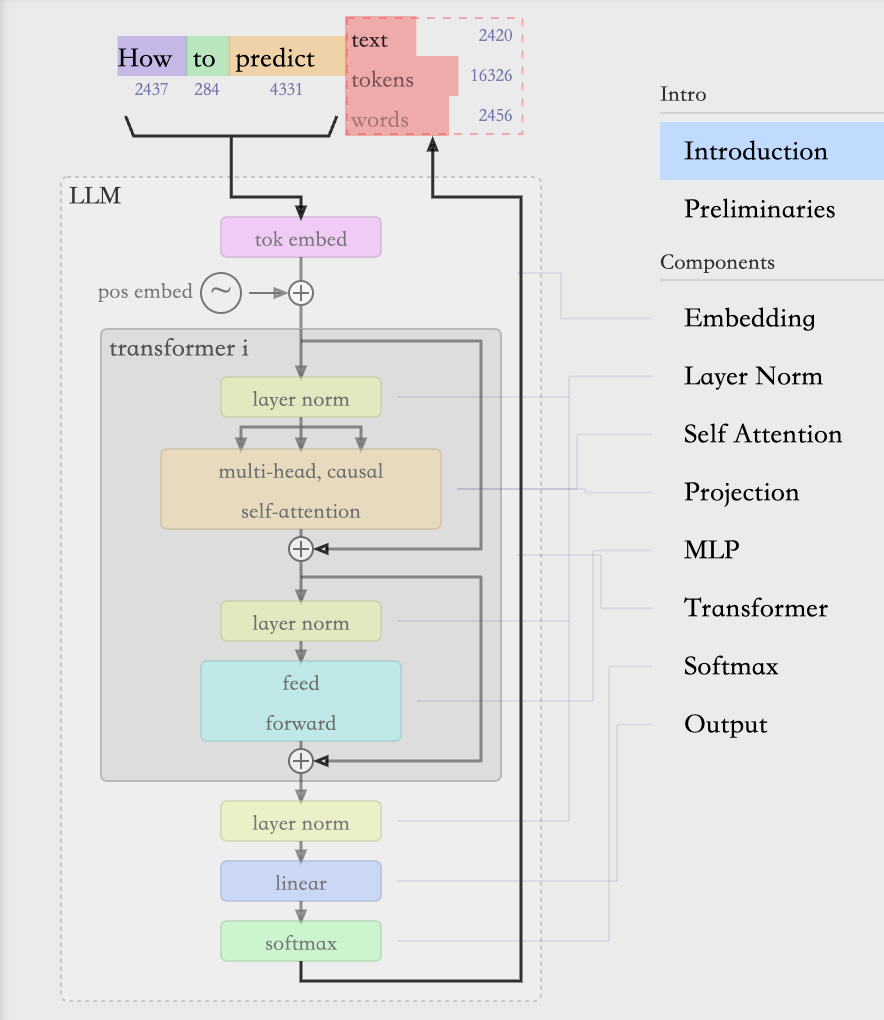 How to predict
2437 284 4331
text 2420
tokens 16326
words 2456
LLM
tok embed
pos embed ~
transformer i
layer norm
multi-head, causal
self-attention
layer norm
feed
forward
layer norm
linear
softmax
Intro
Introduction
Preliminaries
Components
Embedding
Layer Norm
Self Attention
Projection
MLP
Transformer
Softmax
Output